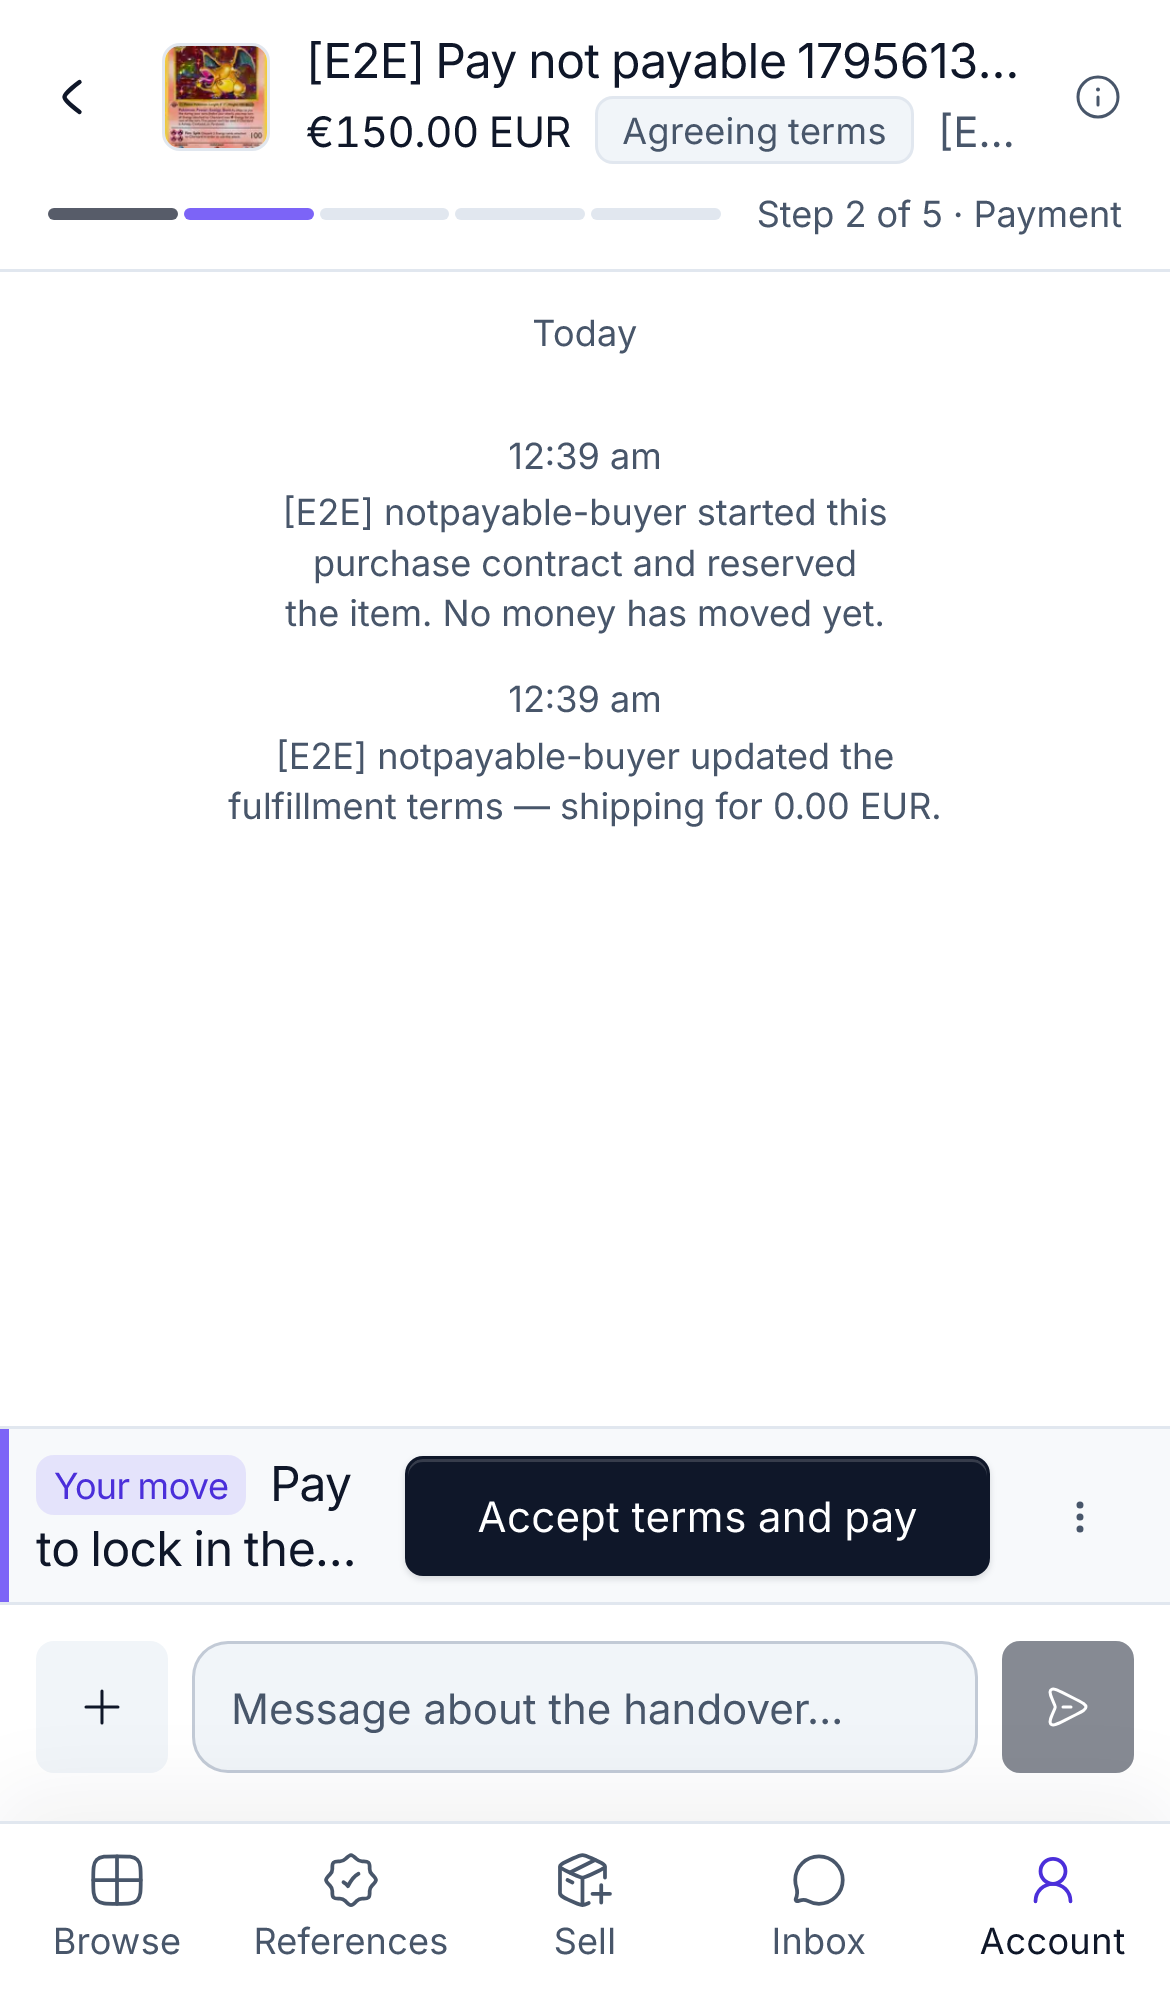 [E2E] Pay not payable 1795613...
€150.00 EUR Agreeing terms [E...
Step 2 of 5 · Payment
Today
12:39 am
[E2E] notpayable-buyer started this
purchase contract and reserved
the item. No money has moved yet.
12:39 am
[E2E] notpayable-buyer updated the
fulfillment terms — shipping for 0.00 EUR.
Your move Pay
to lock in the...
Accept terms and pay
Message about the handover...
Browse References Sell Inbox Account